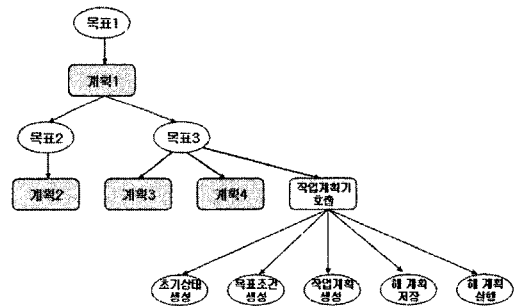 목표1
계획1
목표2
목표3
계획2
계획3
계획4
작업계획기
호출
초기상태
생성
목표조건
생성
작업계획
생성
해 계획
저장
해 계획
실행